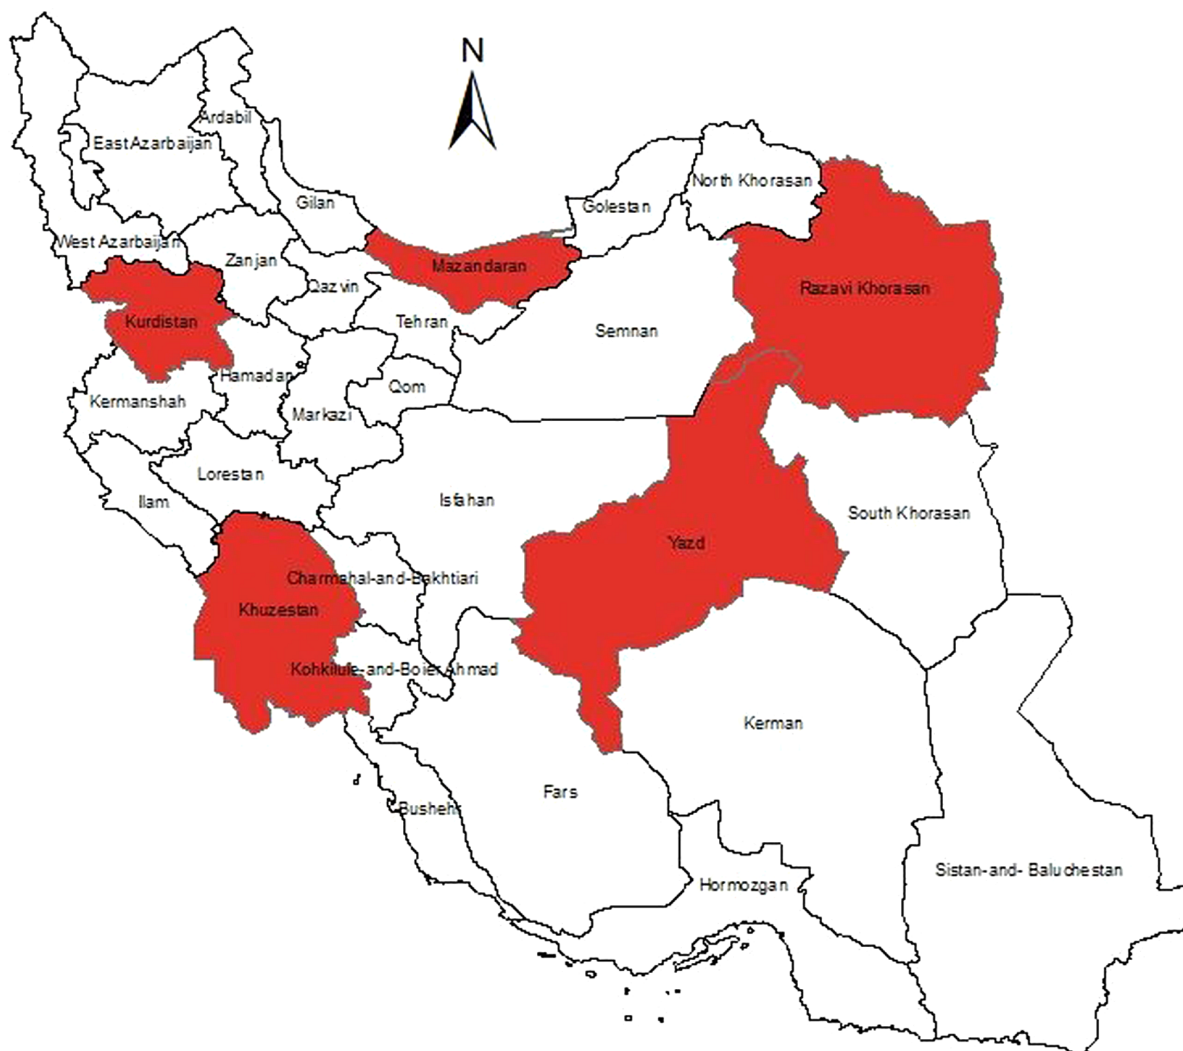 N
Ardabil
East Azarbaijan
North Khorasan
Gilan
Golestan
West Azarbaijan
Zanjan
Mazandaran
Qazvin
Razavi Khorasan
Kurdistan
Tehran
Semnan
Hamadan
Qom
Kermanshah
Markazi
Lorestan
Ilam
Isfahan
South Khorasan
Yazd
Charmahal-and-Bakhtiari
Khuzestan
Kohkilule-and-Boier Ahmad
Kerman
Fars
Bushehr
Sistan-and- Baluchestan
Hormozgan